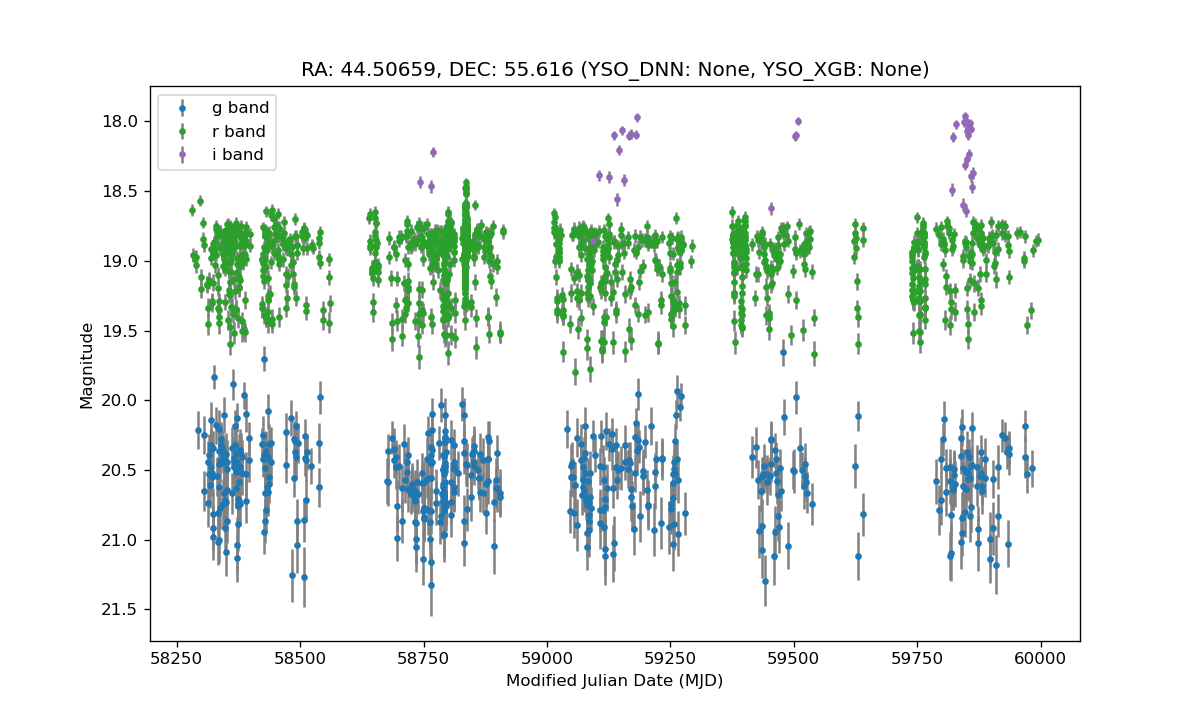 RA: 44.50659, DEC: 55.616 (YSO_DNN: None, YSO_XGB: None)
g band
r band
i band
18.0
18.5
19.0
19.5
20.0
20.5
21.0
21.5
Magnitude
58250
58500
58750
59000
59250
59500
59750
60000
Modified Julian Date (MJD)